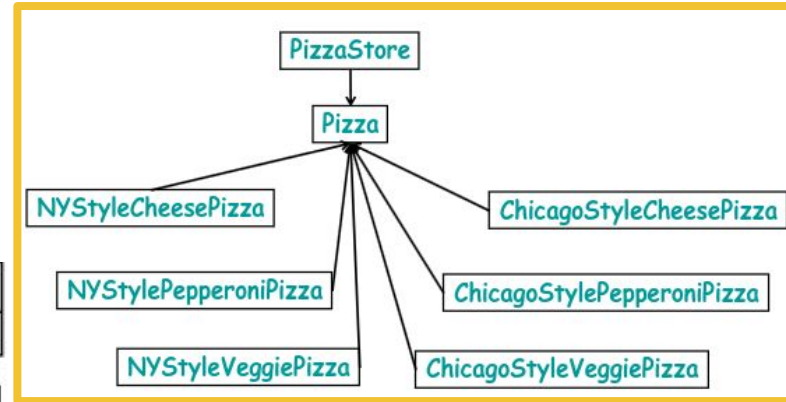 PizzaStore
Pizza
NYStyleCheesePizza
ChicagoStyleCheesePizza
NYStylePepperoniPizza
ChicagoStylePepperoniPizza
NYStyleVeggiePizza
ChicagoStyleVeggiePizza